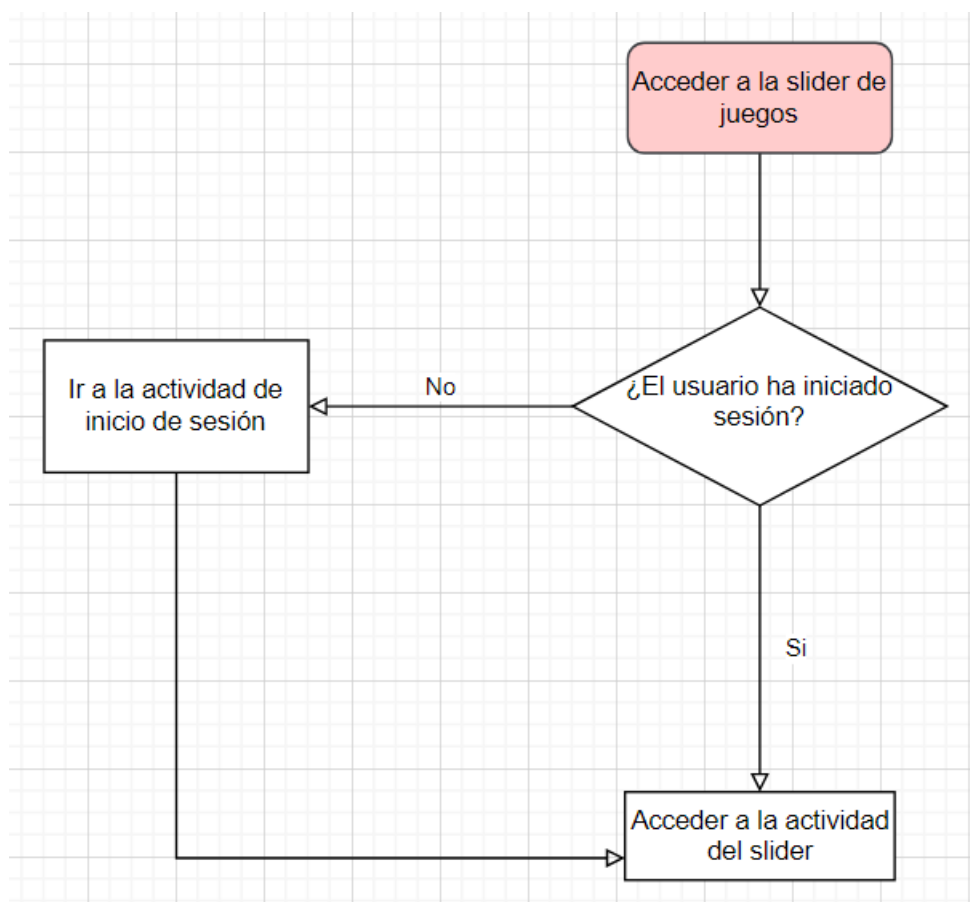 Acceder a la slider de
juegos
¿El usuario ha iniciado
sesión?
No
Ir a la actividad de
inicio de sesión
Si
Acceder a la actividad
del slider